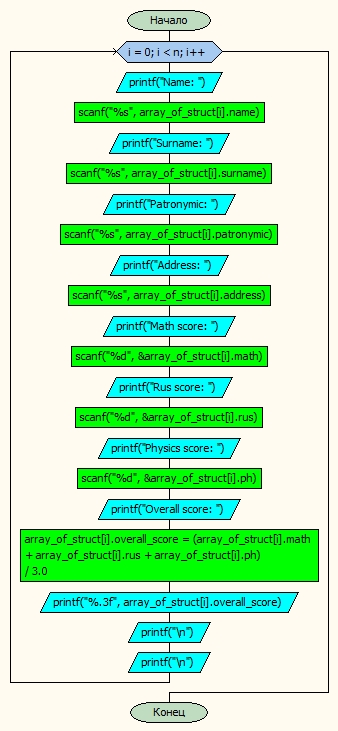 Начало
i = 0; i < n; i++
printf("Name: ")
scanf("%s", array_of_struct[i].name)
printf("Surname: ")
scanf("%s", array_of_struct[i].surname)
printf("Patronymic: ")
scanf("%s", array_of_struct[i].patronymic)
printf("Address: ")
scanf("%s", array_of_struct[i].address)
printf("Math score: ")
scanf("%d", &array_of_struct[i].math)
printf("Rus score: ")
scanf("%d", &array_of_struct[i].rus)
printf("Physics score: ")
scanf("%d", &array_of_struct[i].ph)
printf("Overall score: ")
array_of_struct[i].overall_score = (array_of_struct[i].math
+ array_of_struct[i].rus + array_of_struct[i].ph)
/ 3.0
printf("%.3f", array_of_struct[i].overall_score)
printf("\n")
printf("\n")
Конец